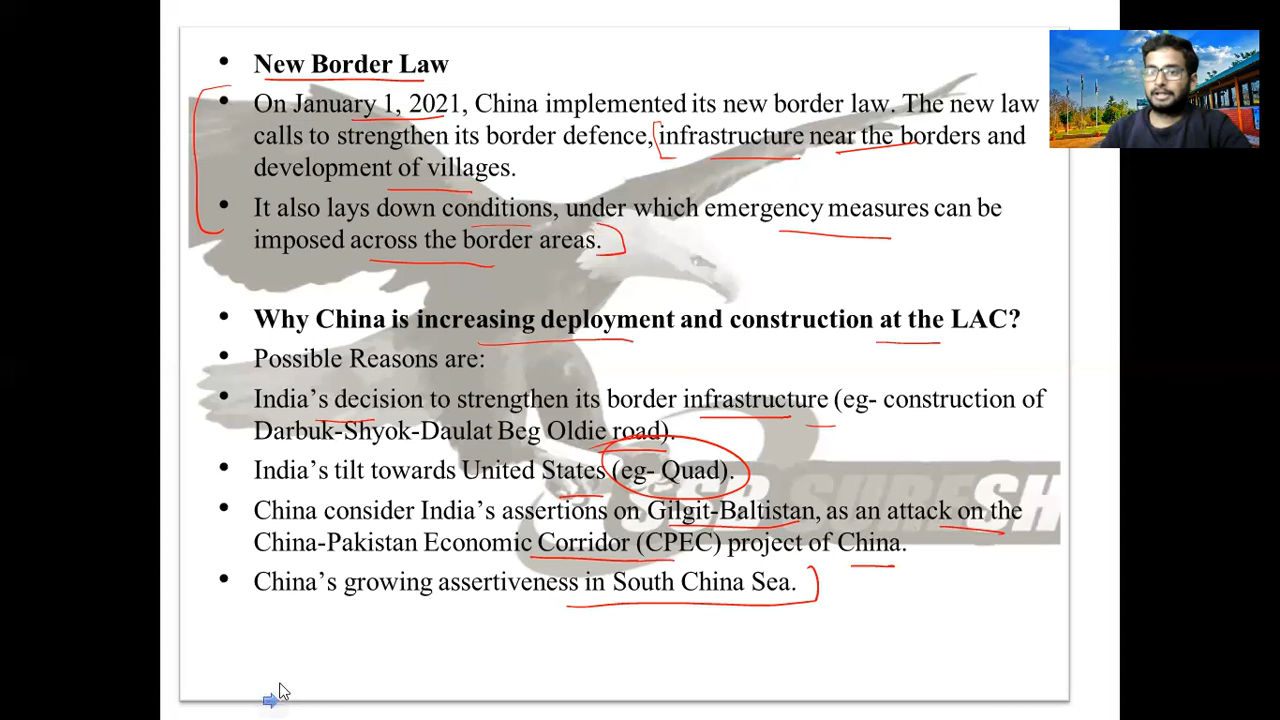 • New Border Law
• On January 1, 2021, China implemented its new border law. The new law
calls to strengthen its border defence, infrastructure near the borders and
development of villages.
• It also lays down conditions, under which emergency measures can be
imposed across the border areas.
• Why China is increasing deployment and construction at the LAC?
• Possible Reasons are:
• India's decision to strengthen its border infrastructure (eg- construction of
Darbuk-Shyok-Daulat Beg Oldie road).
• India's tilt towards United States (eg- Quad).
• China consider India's assertions on Gilgit-Baltistan, as an attack on the
China-Pakistan Economic Corridor (CPEC) project of China.
• China's growing assertiveness in South China Sea.
SSB SURESH